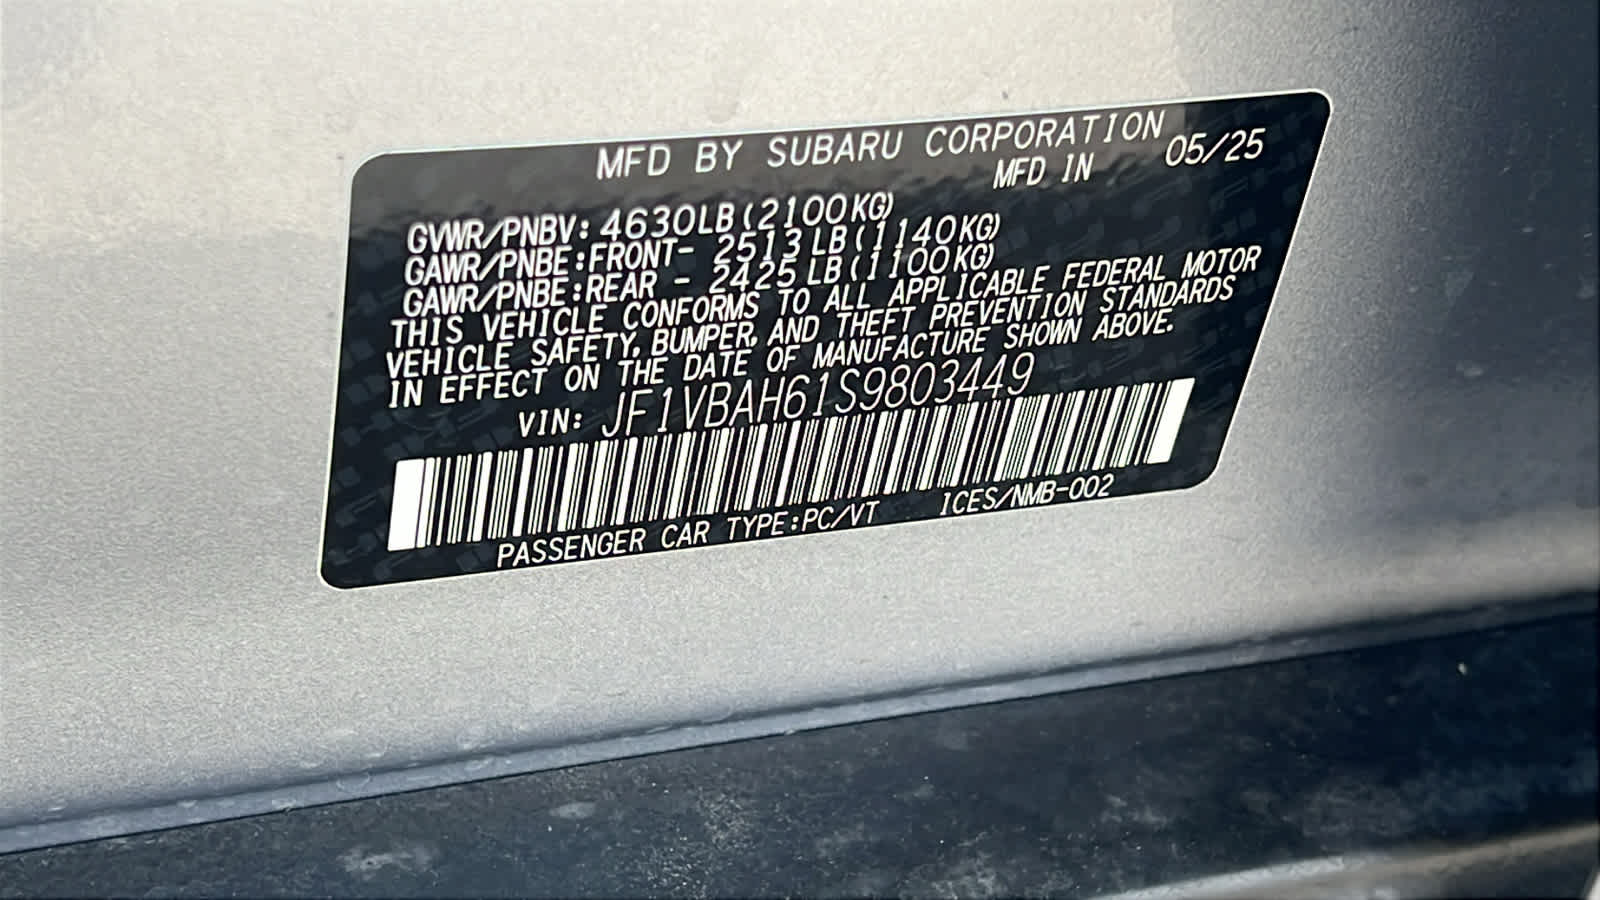 MFD BY SUBARU CORPORATION
MFD IN 05/25
GVWR/PNBV: 4630LB(2100KG)
GAWR/PNBE:FRONT- 2513LB(1140KG)
GAWR/PNBE:REAR - 2425LB(1100KG)
THIS VEHICLE CONFORMS TO ALL APPLICABLE FEDERAL MOTOR
VEHICLE SAFETY, BUMPER, AND THEFT PREVENTION STANDARDS
IN EFFECT ON THE DATE OF MANUFACTURE SHOWN ABOVE.
VIN: JF1VBAH61S9803449
PASSENGER CAR TYPE:PC/VT ICES/NMB-002